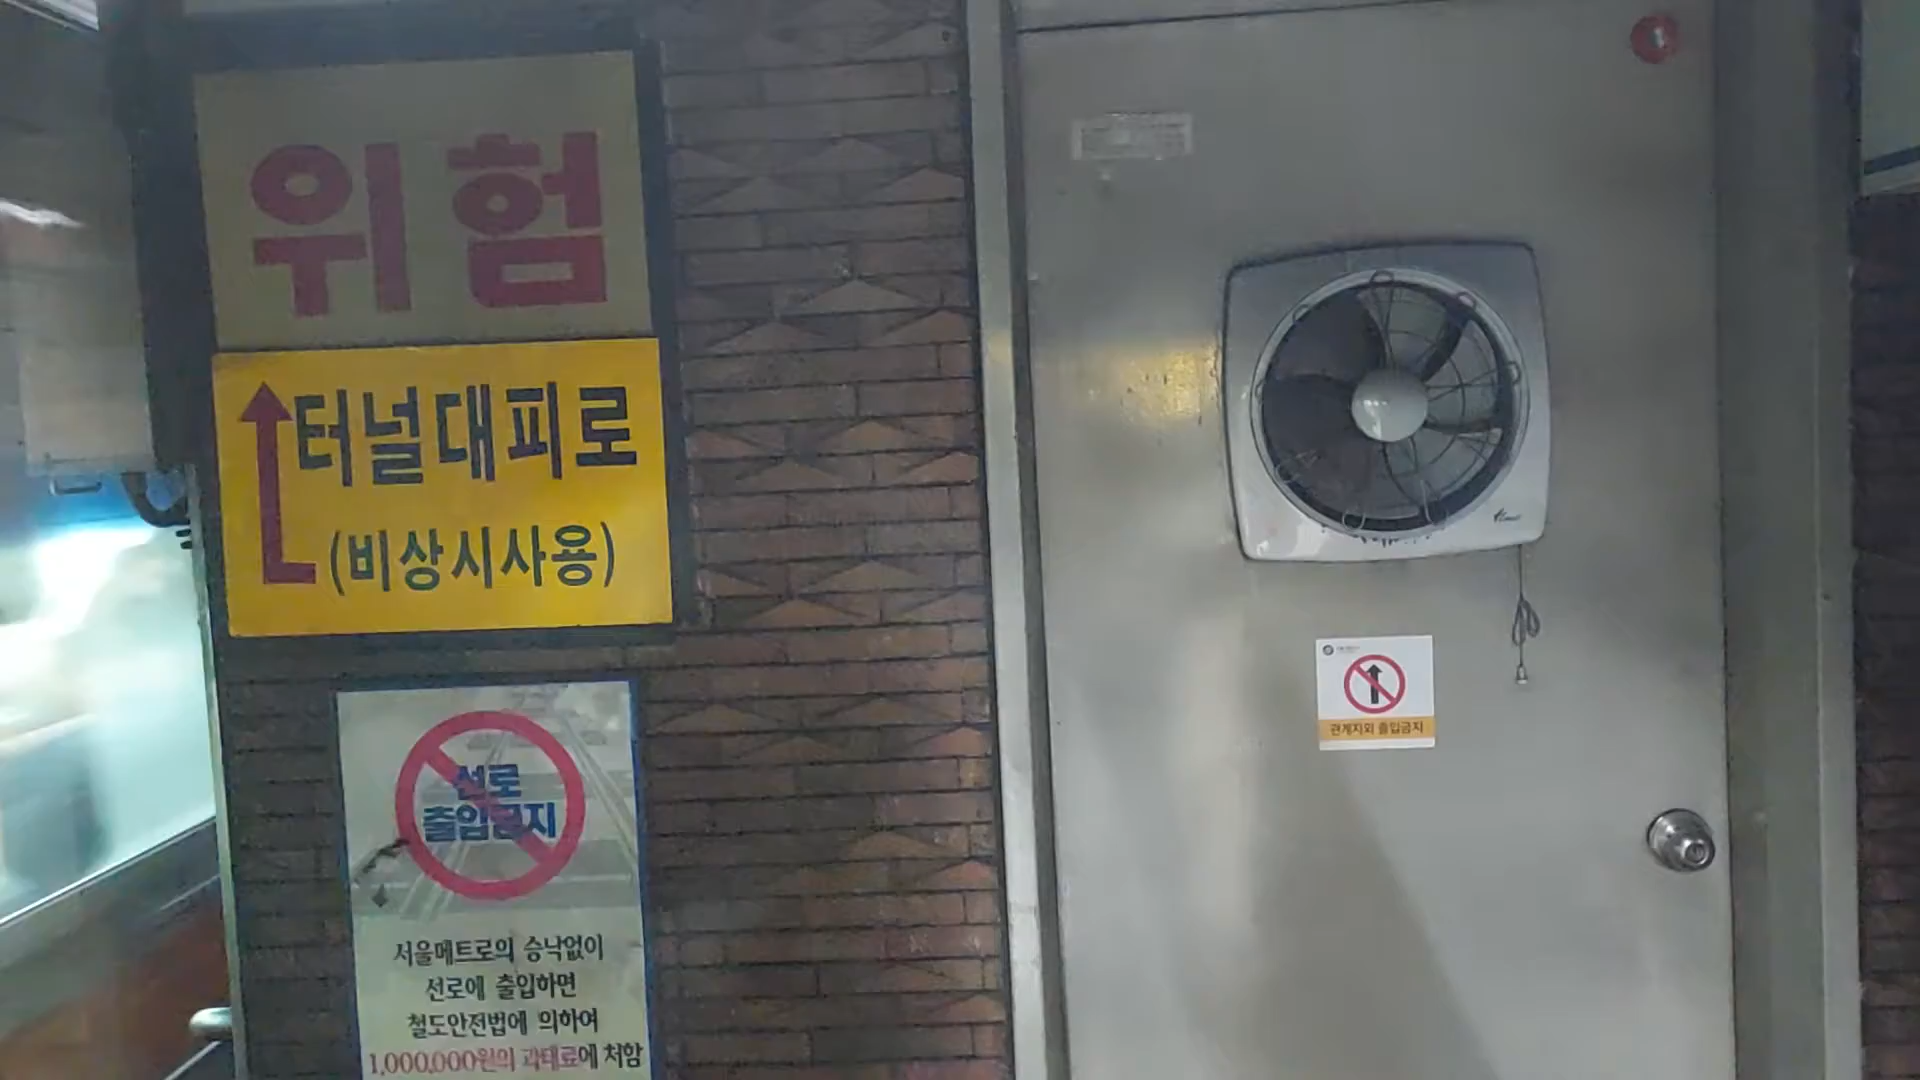 위험
터널대피로
(비상시사용)
선로
출입금지
서울메트로의 승낙없이
선로에 출입하면
철도안전법에 의하여
1,000,000원의 과태료에 처함
관계자외 출입금지